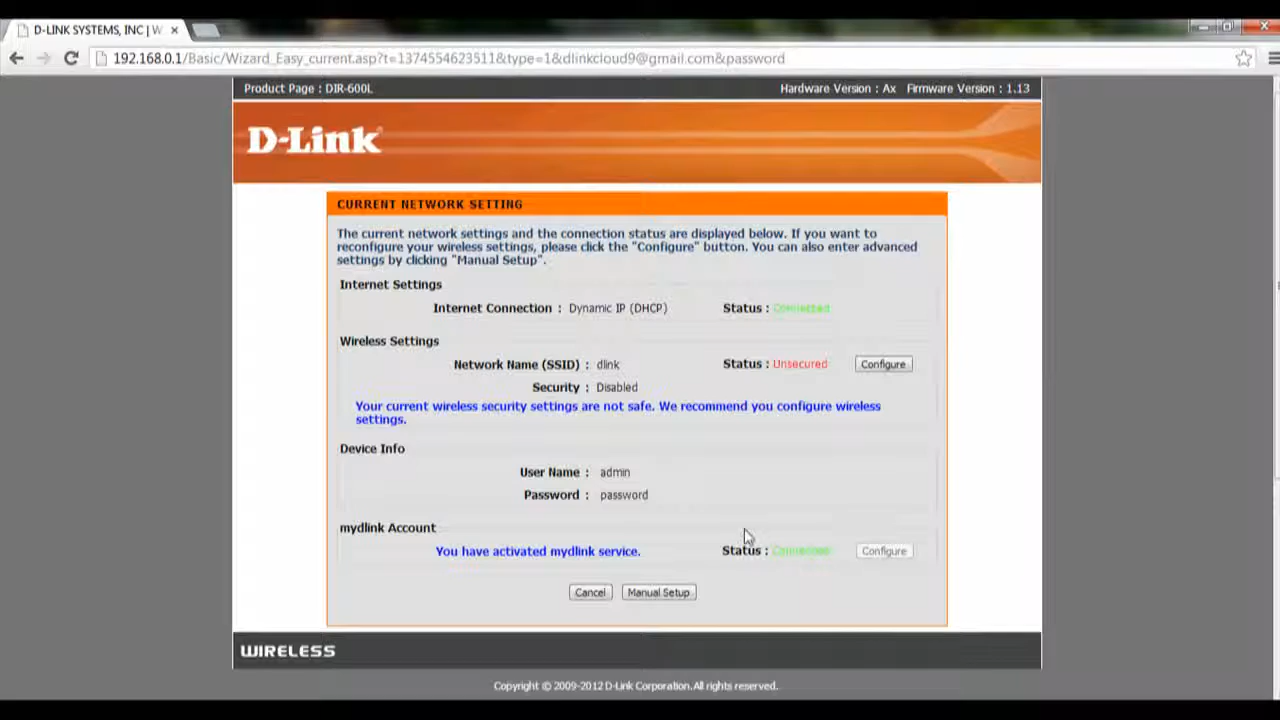 D-LINK SYSTEMS, INC | W
192.168.0.1/Basic/Wizard_Easy_current.asp?t=1374554623511&type=1&dlinkcloud9@gmail.com&password
Product Page : DIR-600L Hardware Version : Ax Firmware Version : 1.13
D-Link
CURRENT NETWORK SETTING
The current network settings and the connection status are displayed below. If you want to
reconfigure your wireless settings, please click the "Configure" button. You can also enter advanced
settings by clicking "Manual Setup".
Internet Settings
Internet Connection : Dynamic IP (DHCP) Status : Connected
Wireless Settings
Network Name (SSID) : dlink Status : Unsecured Configure
Security : Disabled
Your current wireless security settings are not safe. We recommend you configure wireless
settings.
Device Info
User Name : admin
Password : password
mydlink Account
You have activated mydlink service. Status : Connected Configure
Cancel Manual Setup
WIRELESS
Copyright © 2009-2012 D-Link Corporation.All rights reserved.